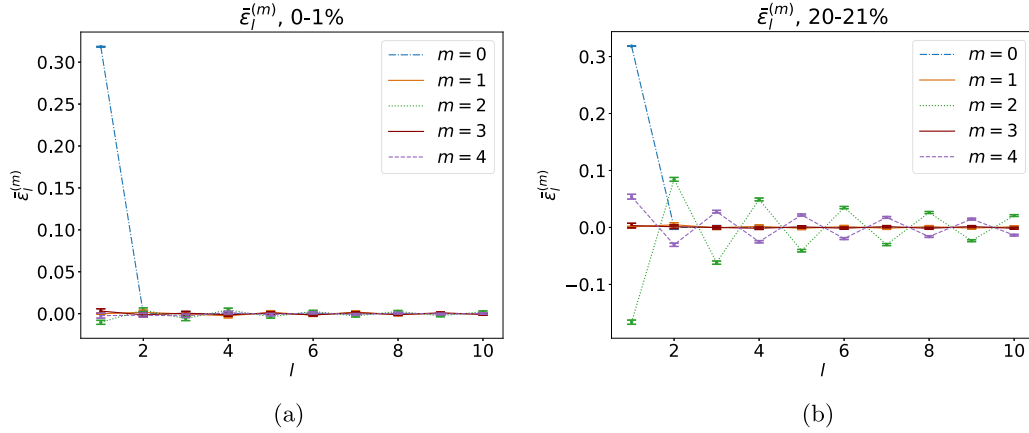 ε̄_l^(m), 0-1%
0.30
0.25
0.20
0.15
0.10
0.05
0.00
ε̄_l^(m)
m = 0
m = 1
m = 2
m = 3
m = 4
2 4 6 8 10
l
(a)
ε̄_l^(m), 20-21%
0.3
0.2
0.1
0.0
−0.1
ε̄_l^(m)
m = 0
m = 1
m = 2
m = 3
m = 4
2 4 6 8 10
l
(b)